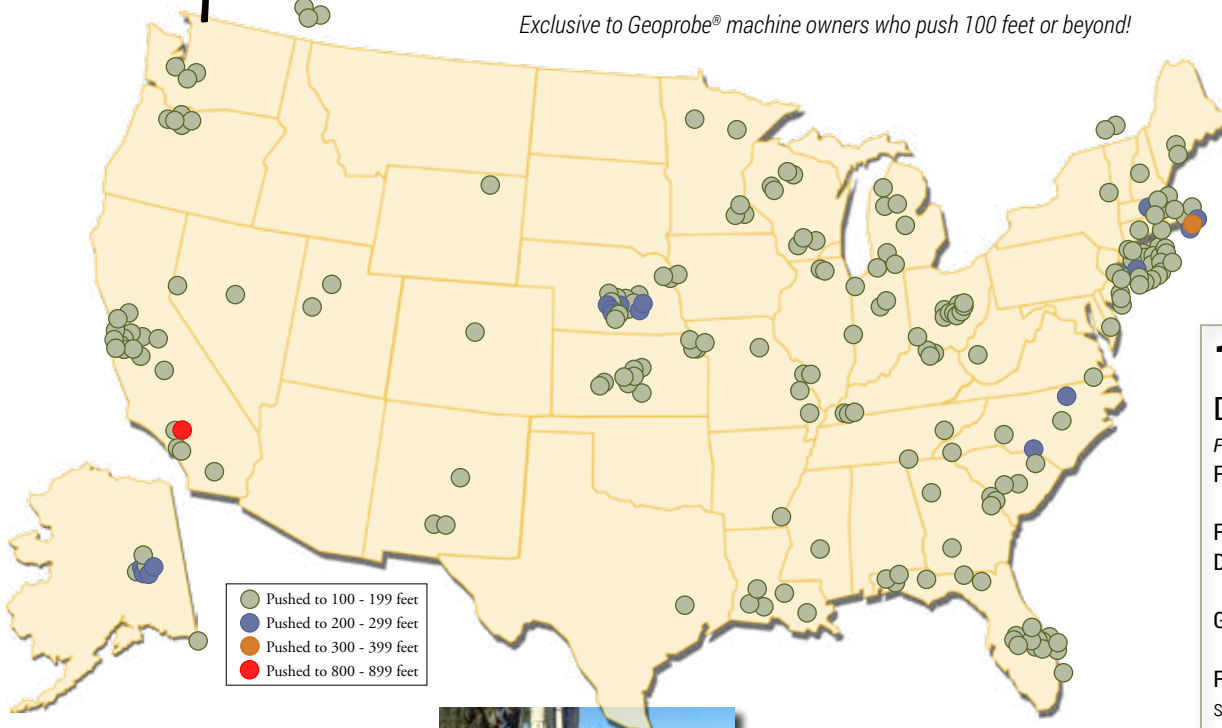 Exclusive to Geoprobe® machine owners who push 100 feet or beyond!
Pushed to 100 - 199 feet
Pushed to 200 - 299 feet
Pushed to 300 - 399 feet
Pushed to 800 - 899 feet
D
F
F
F
D
G
F
S